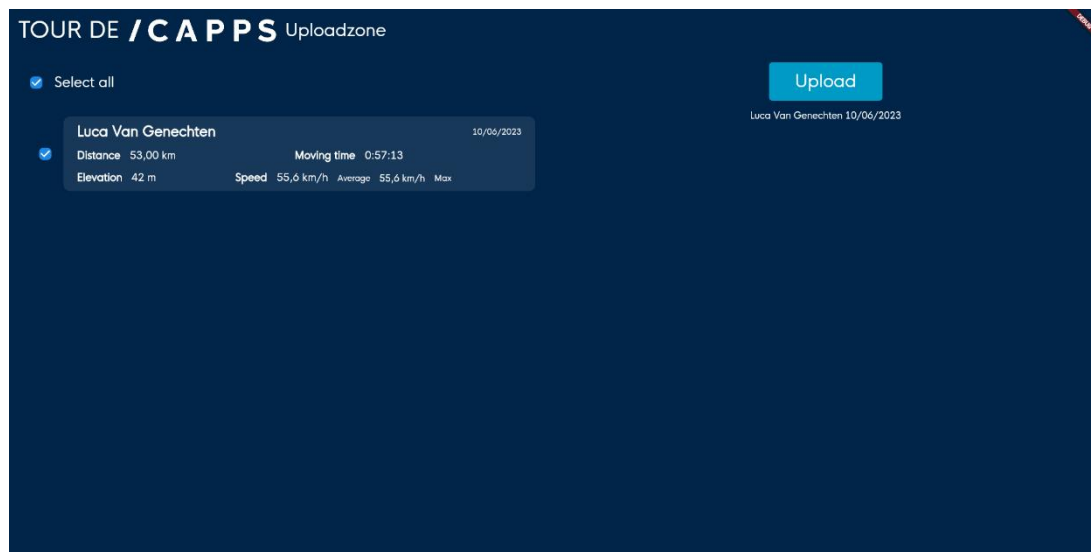 TOUR DE /CAPPS Uploadzone
DEBUG
Select all
Upload
Luca Van Genechten 10/06/2023
Luca Van Genechten 10/06/2023
Distance 53,00 km Moving time 0:57:13
Elevation 42 m Speed 55,6 km/h Average 55,6 km/h Max